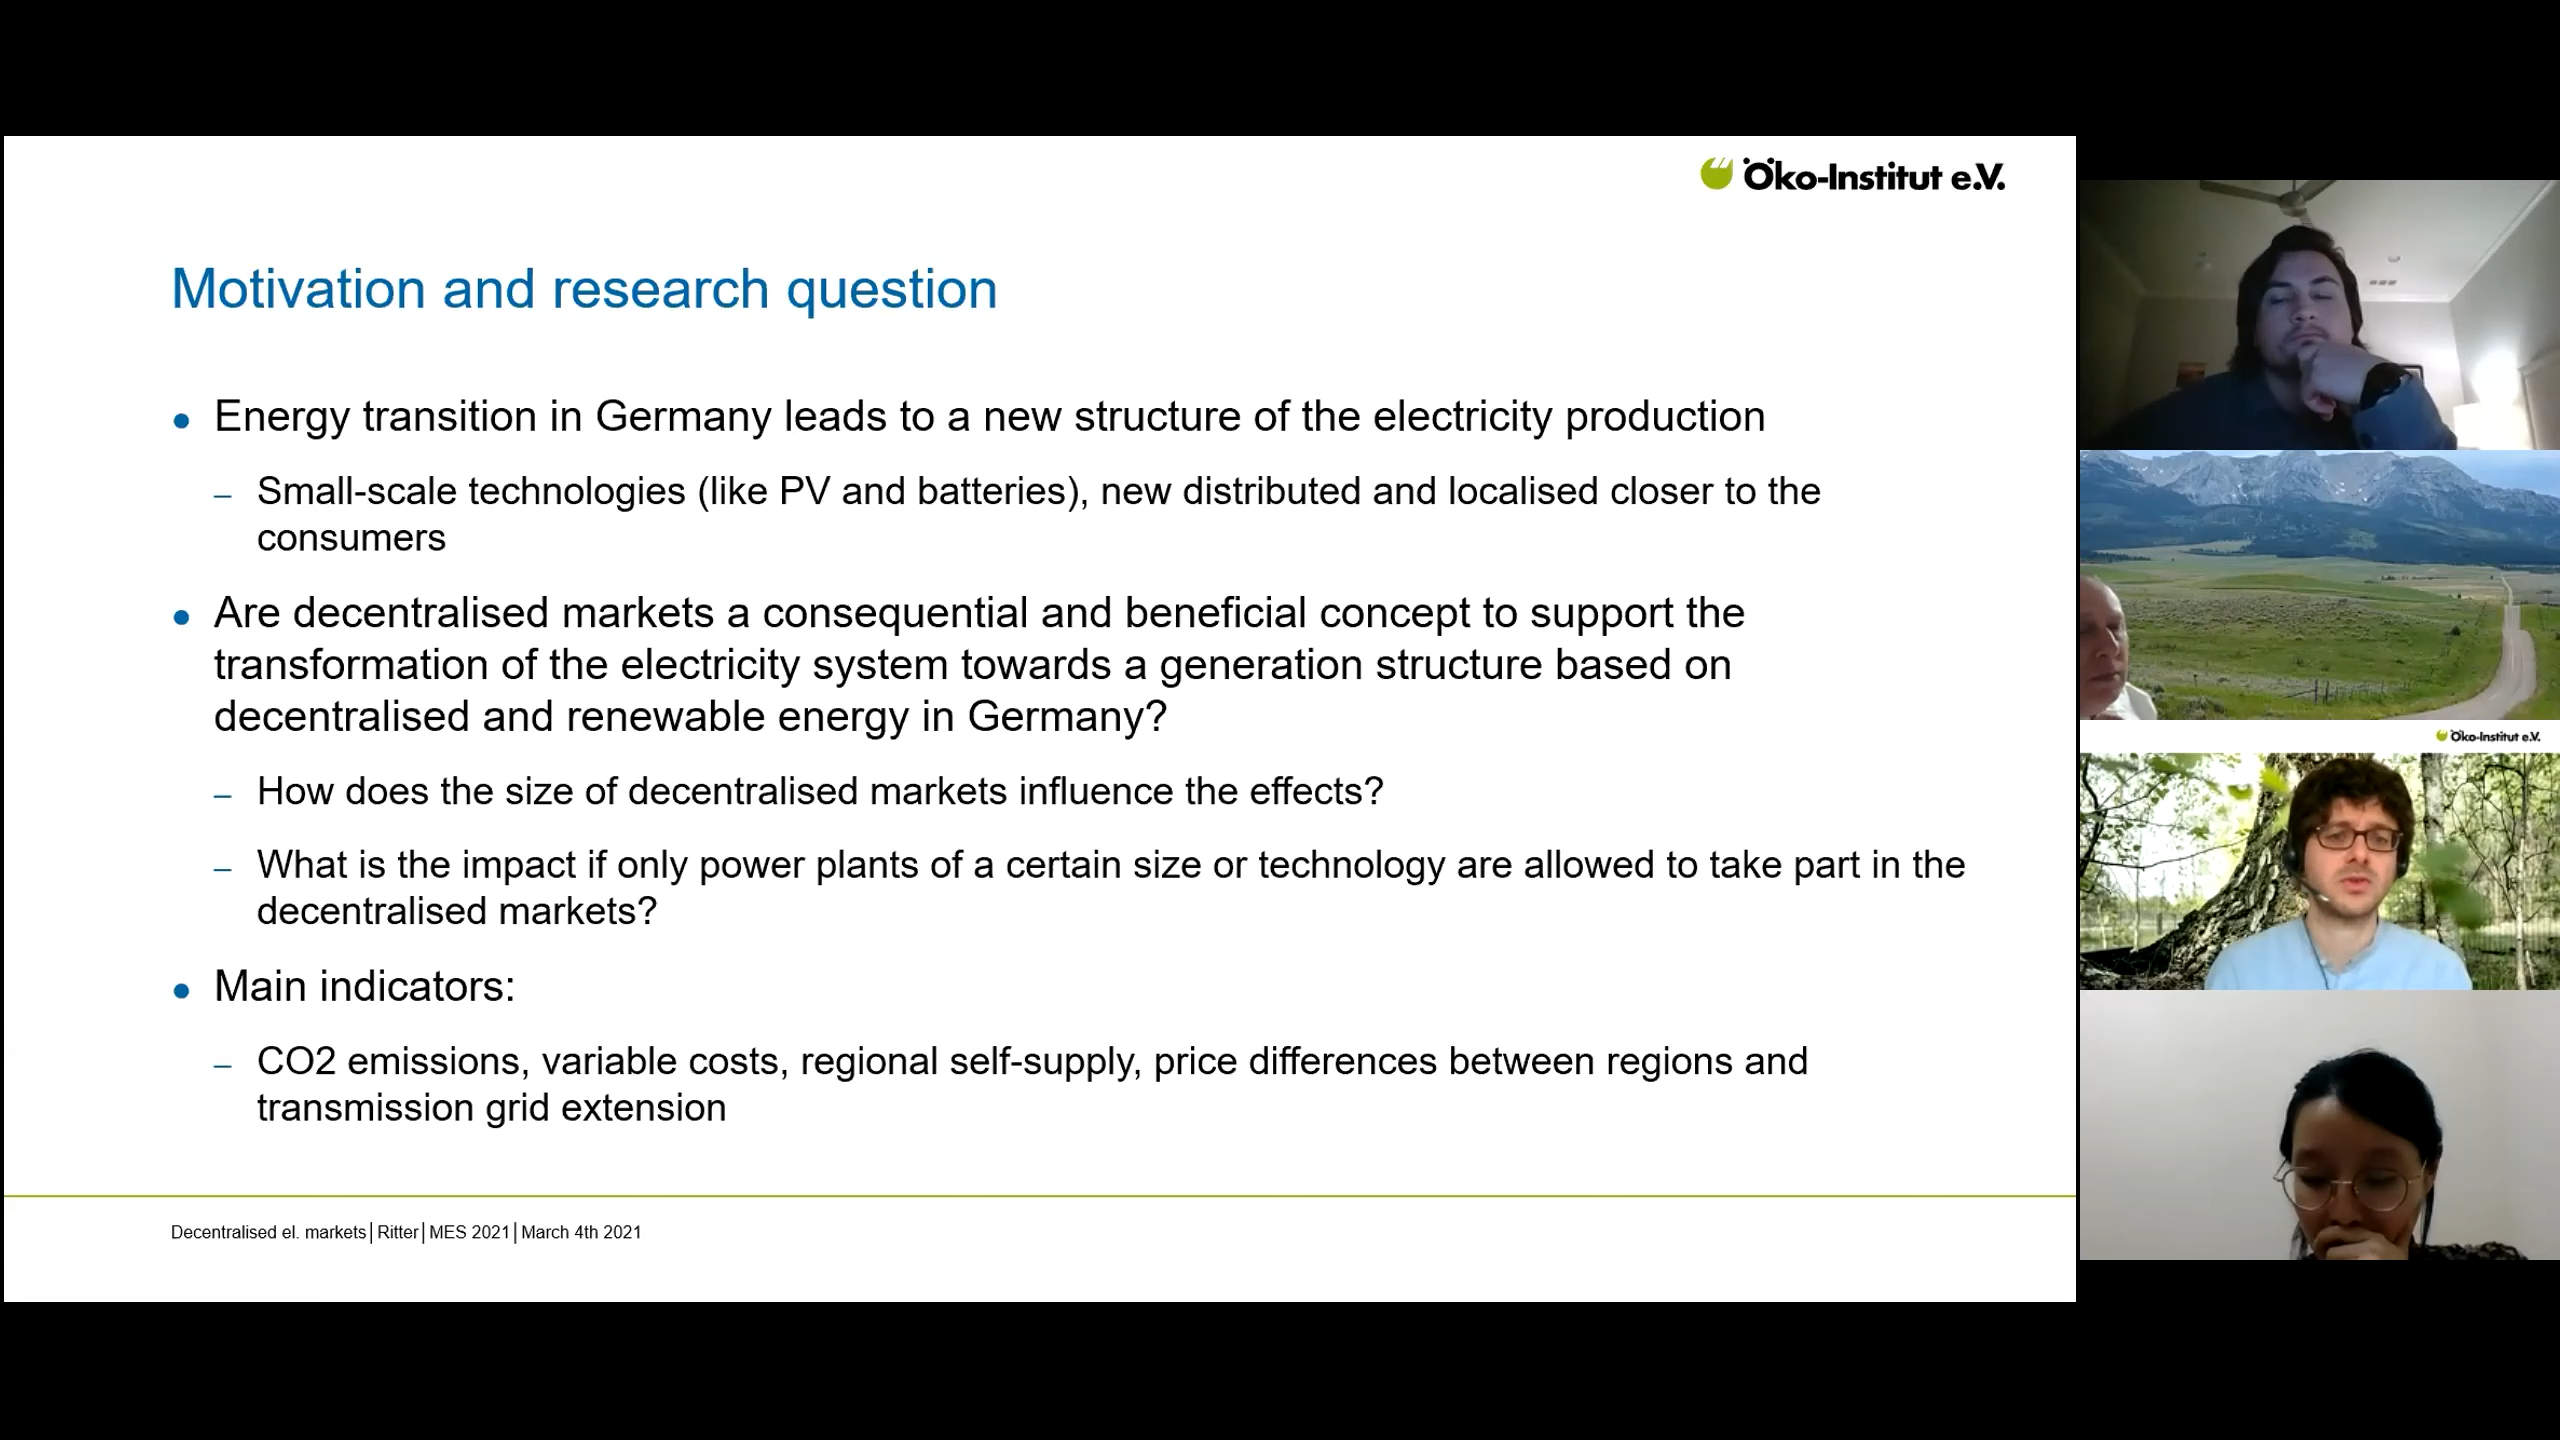 Öko-Institut e.V.
Motivation and research question
● Energy transition in Germany leads to a new structure of the electricity production
– Small-scale technologies (like PV and batteries), new distributed and localised closer to the
consumers
● Are decentralised markets a consequential and beneficial concept to support the
transformation of the electricity system towards a generation structure based on
decentralised and renewable energy in Germany?
– How does the size of decentralised markets influence the effects?
– What is the impact if only power plants of a certain size or technology are allowed to take part in the
decentralised markets?
● Main indicators:
– CO2 emissions, variable costs, regional self-supply, price differences between regions and
transmission grid extension
Decentralised el. markets│Ritter│MES 2021│March 4th 2021
Öko-Institut e.V.